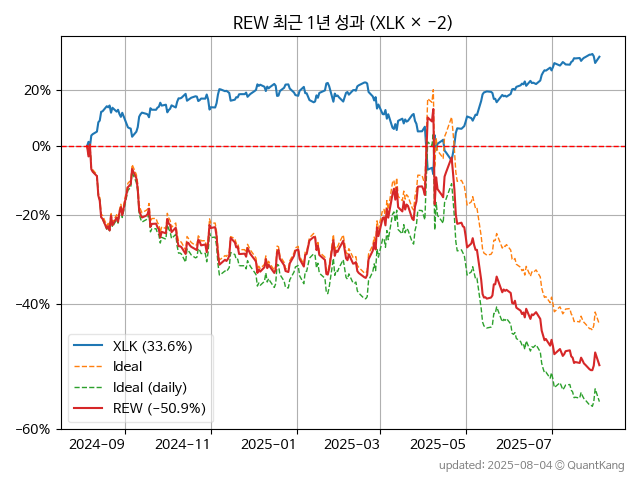 REW 최근 1년 성과 (XLK × −2)
20%
0%
−20%
−40%
−60%
XLK (33.6%)
Ideal
Ideal (daily)
REW (−50.9%)
2024-09 2024-11 2025-01 2025-03 2025-05 2025-07
updated: 2025-08-04 ⓒ QuantKang